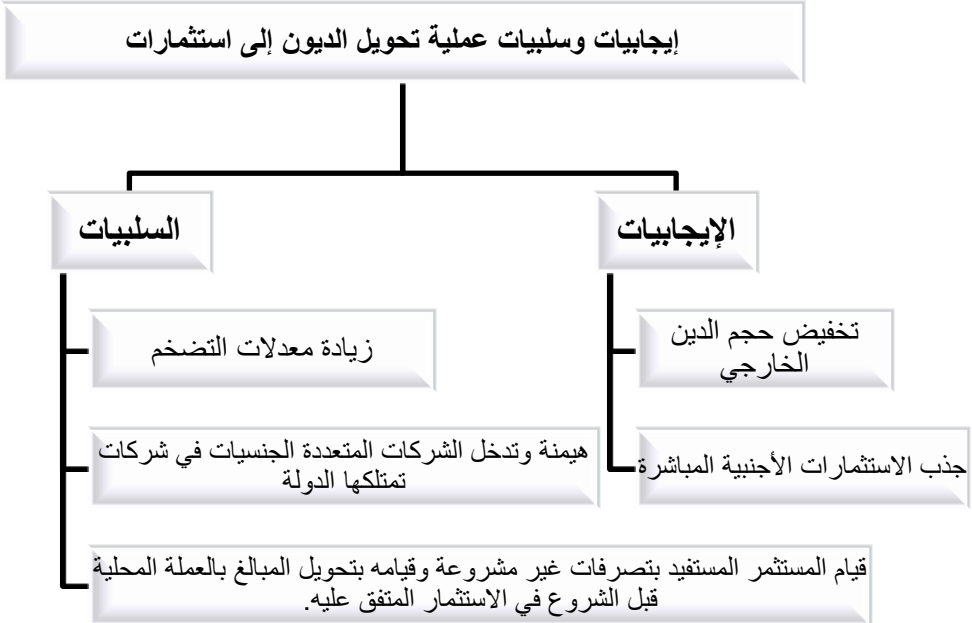 إيجابيات وسلبيات عملية تحويل الديون إلى استثمارات
الإيجابيات
تخفيض حجم الدين
الخارجي
جذب الاستثمارات الأجنبية المباشرة
السلبيات
زيادة معدلات التضخم
هيمنة وتدخل الشركات المتعددة الجنسيات في شركات
تمتلكها الدولة
قيام المستثمر المستفيد بتصرفات غير مشروعة وقيامه بتحويل المبالغ بالعملة المحلية
قبل الشروع في الاستثمار المتفق عليه.